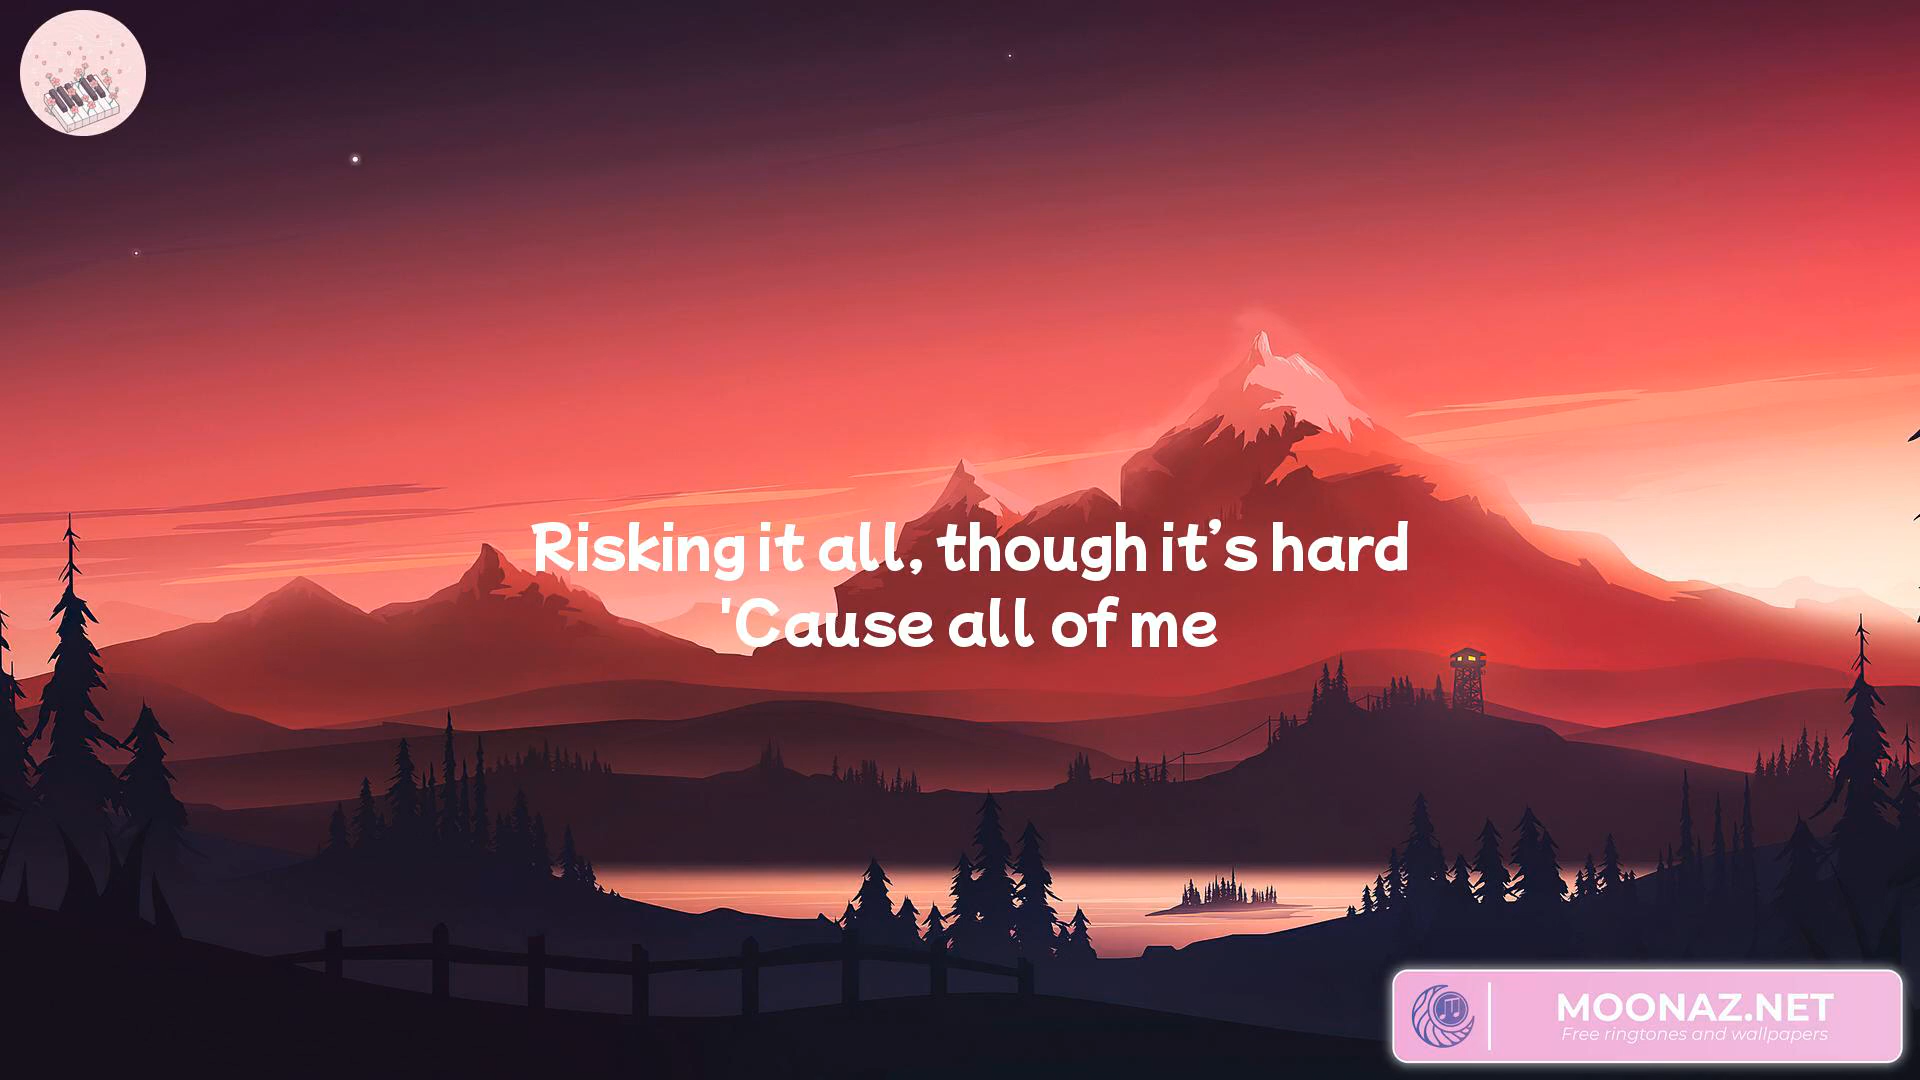 Risking it all, though it’s hard
'Cause all of me
MOONAZ.NET
Free ringtones and wallpapers